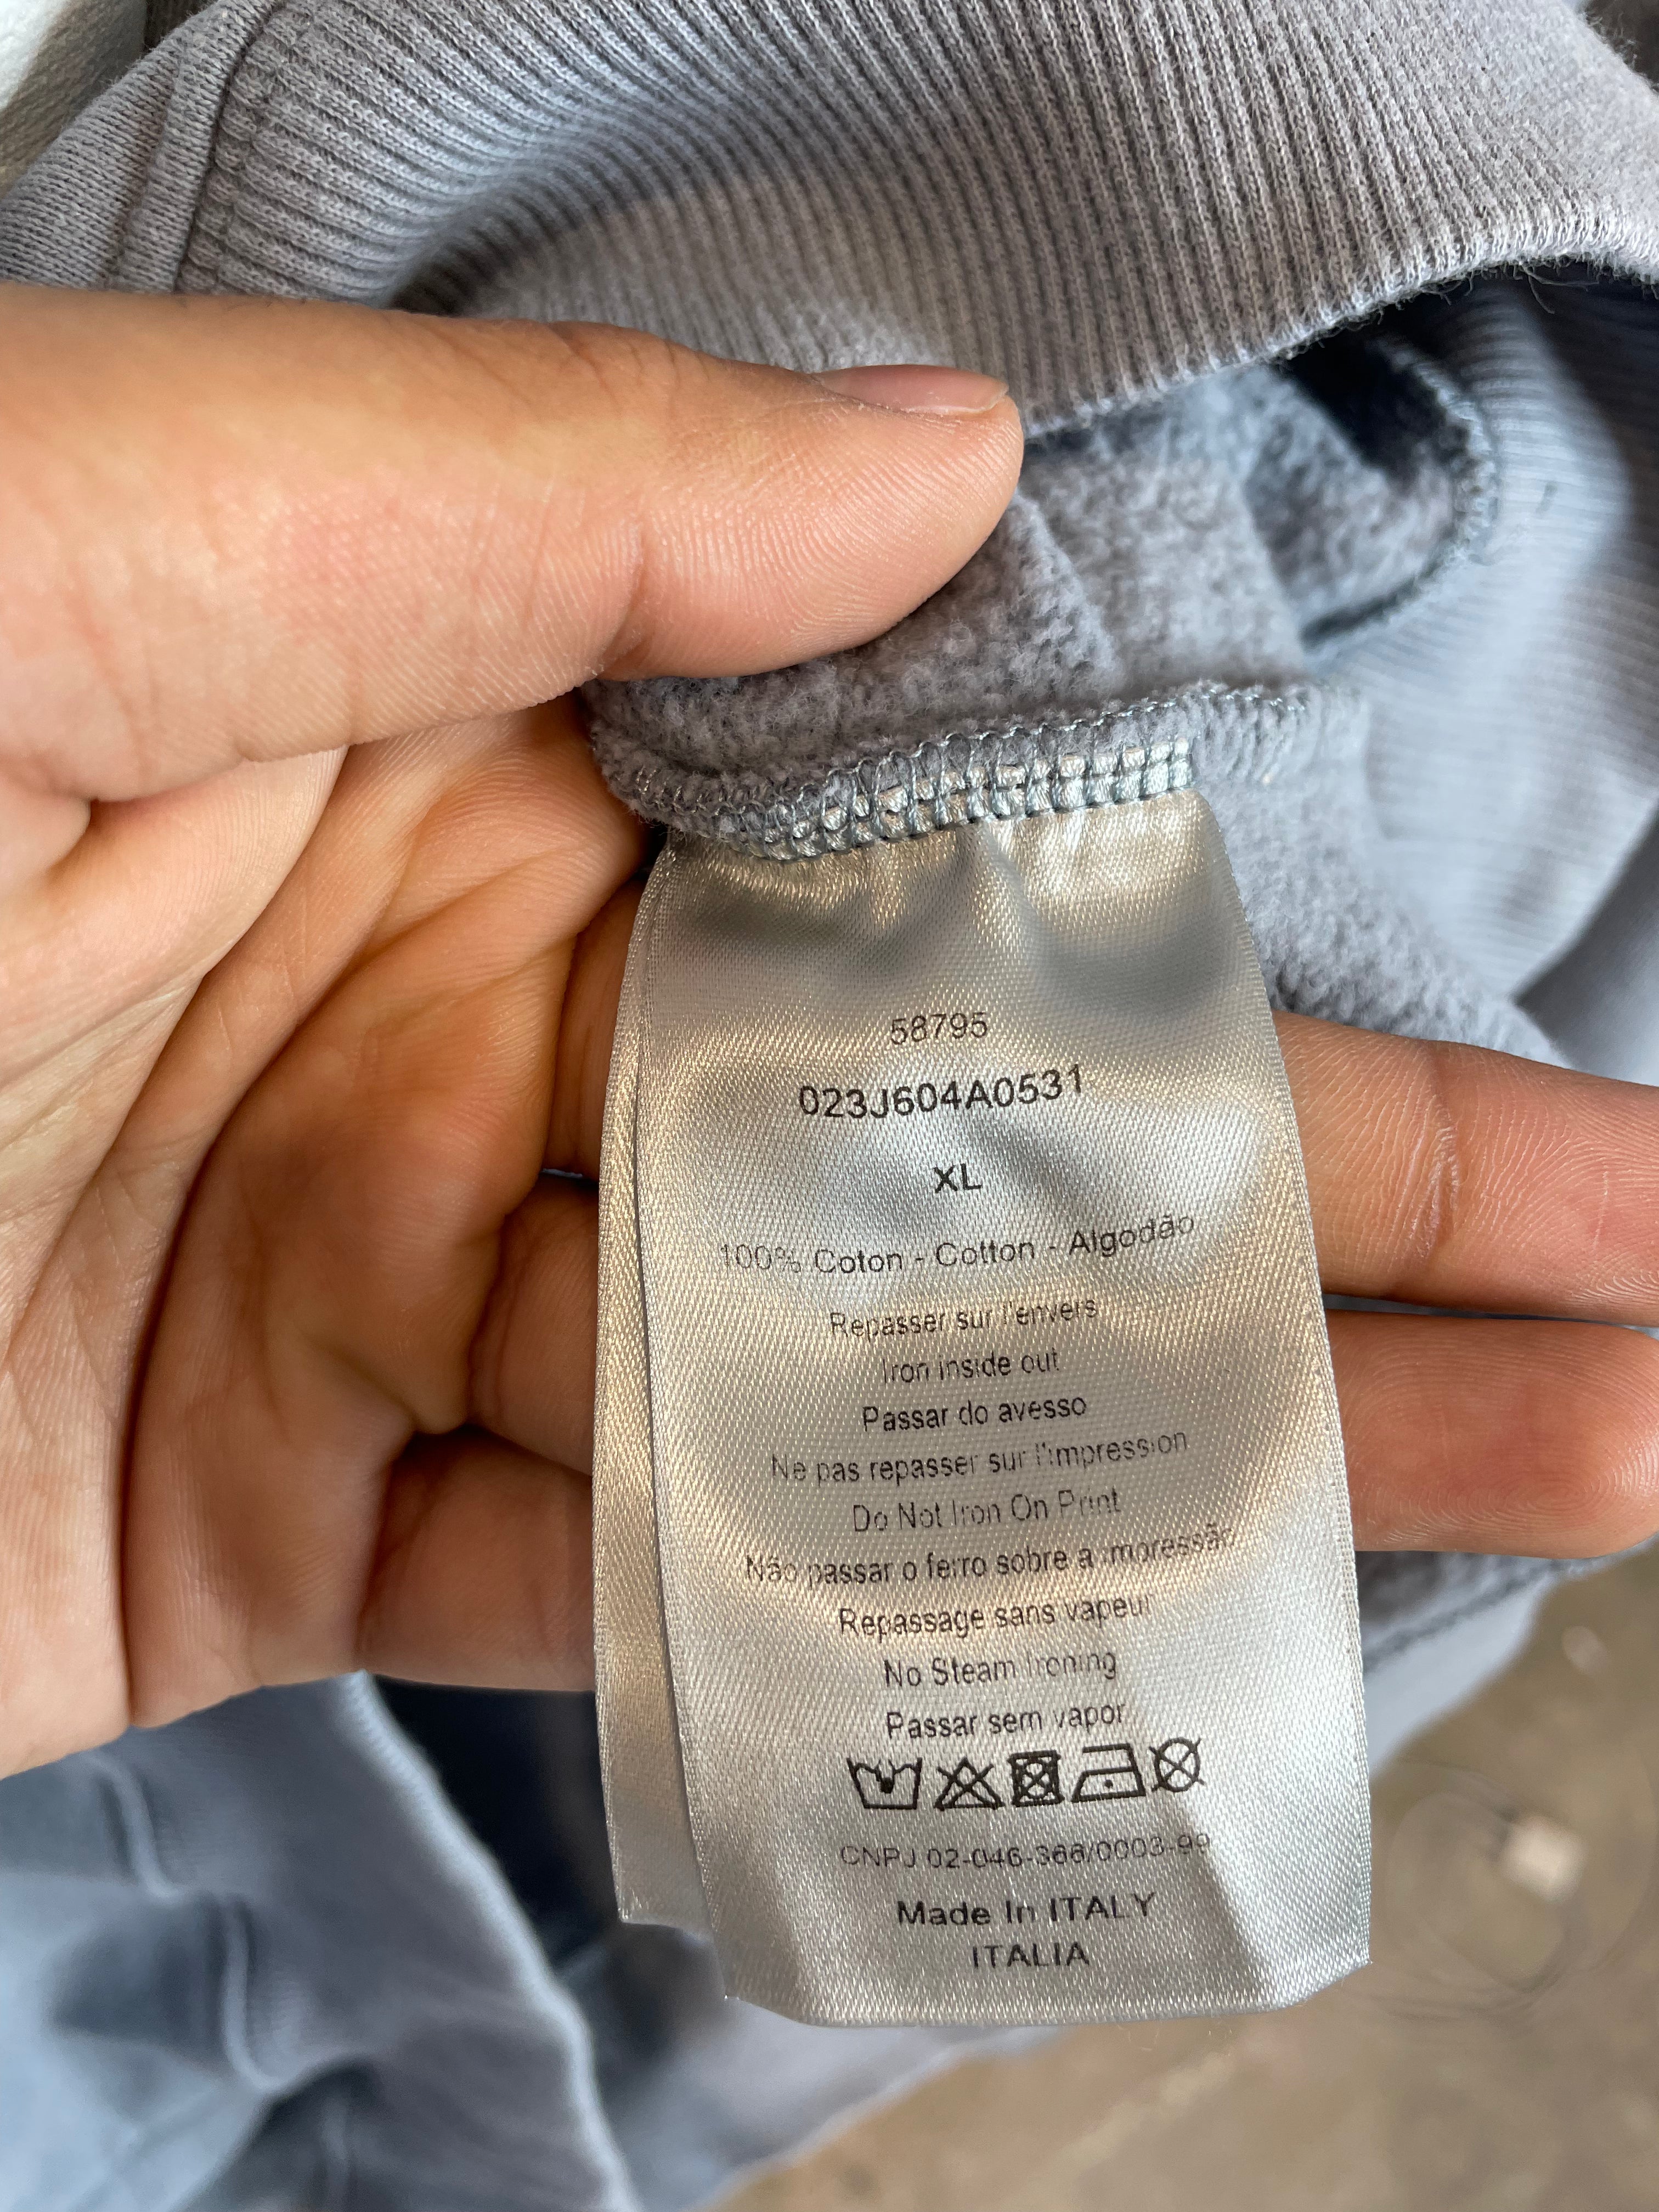 58795
023J604A0531
XL
100% Coton - Cotton - Algodão
Repasser sur l'envers
Iron inside out
Passar do avesso
Ne pas repasser sur l'impression
Do Not Iron On Print
Não passar o ferro sobre a impressão
Repassage sans vapeur
No Steam Ironing
Passar sem vapor
CNPJ 02-046-366/0003-99
Made In ITALY
ITALIA